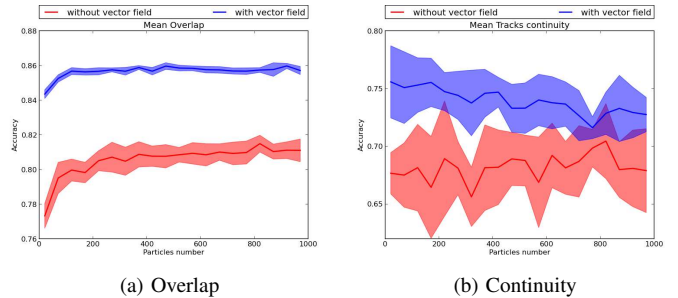 without vector field with vector field
Mean Overlap
0.88
0.86
0.84
0.82
0.80
0.78
0.76
Accuracy
0 200 400 600 800 1000
Particles number
(a) Overlap
without vector field with vector field
Mean Tracks continuity
0.80
0.75
0.70
0.65
Accuracy
0 200 400 600 800 1000
Particles number
(b) Continuity